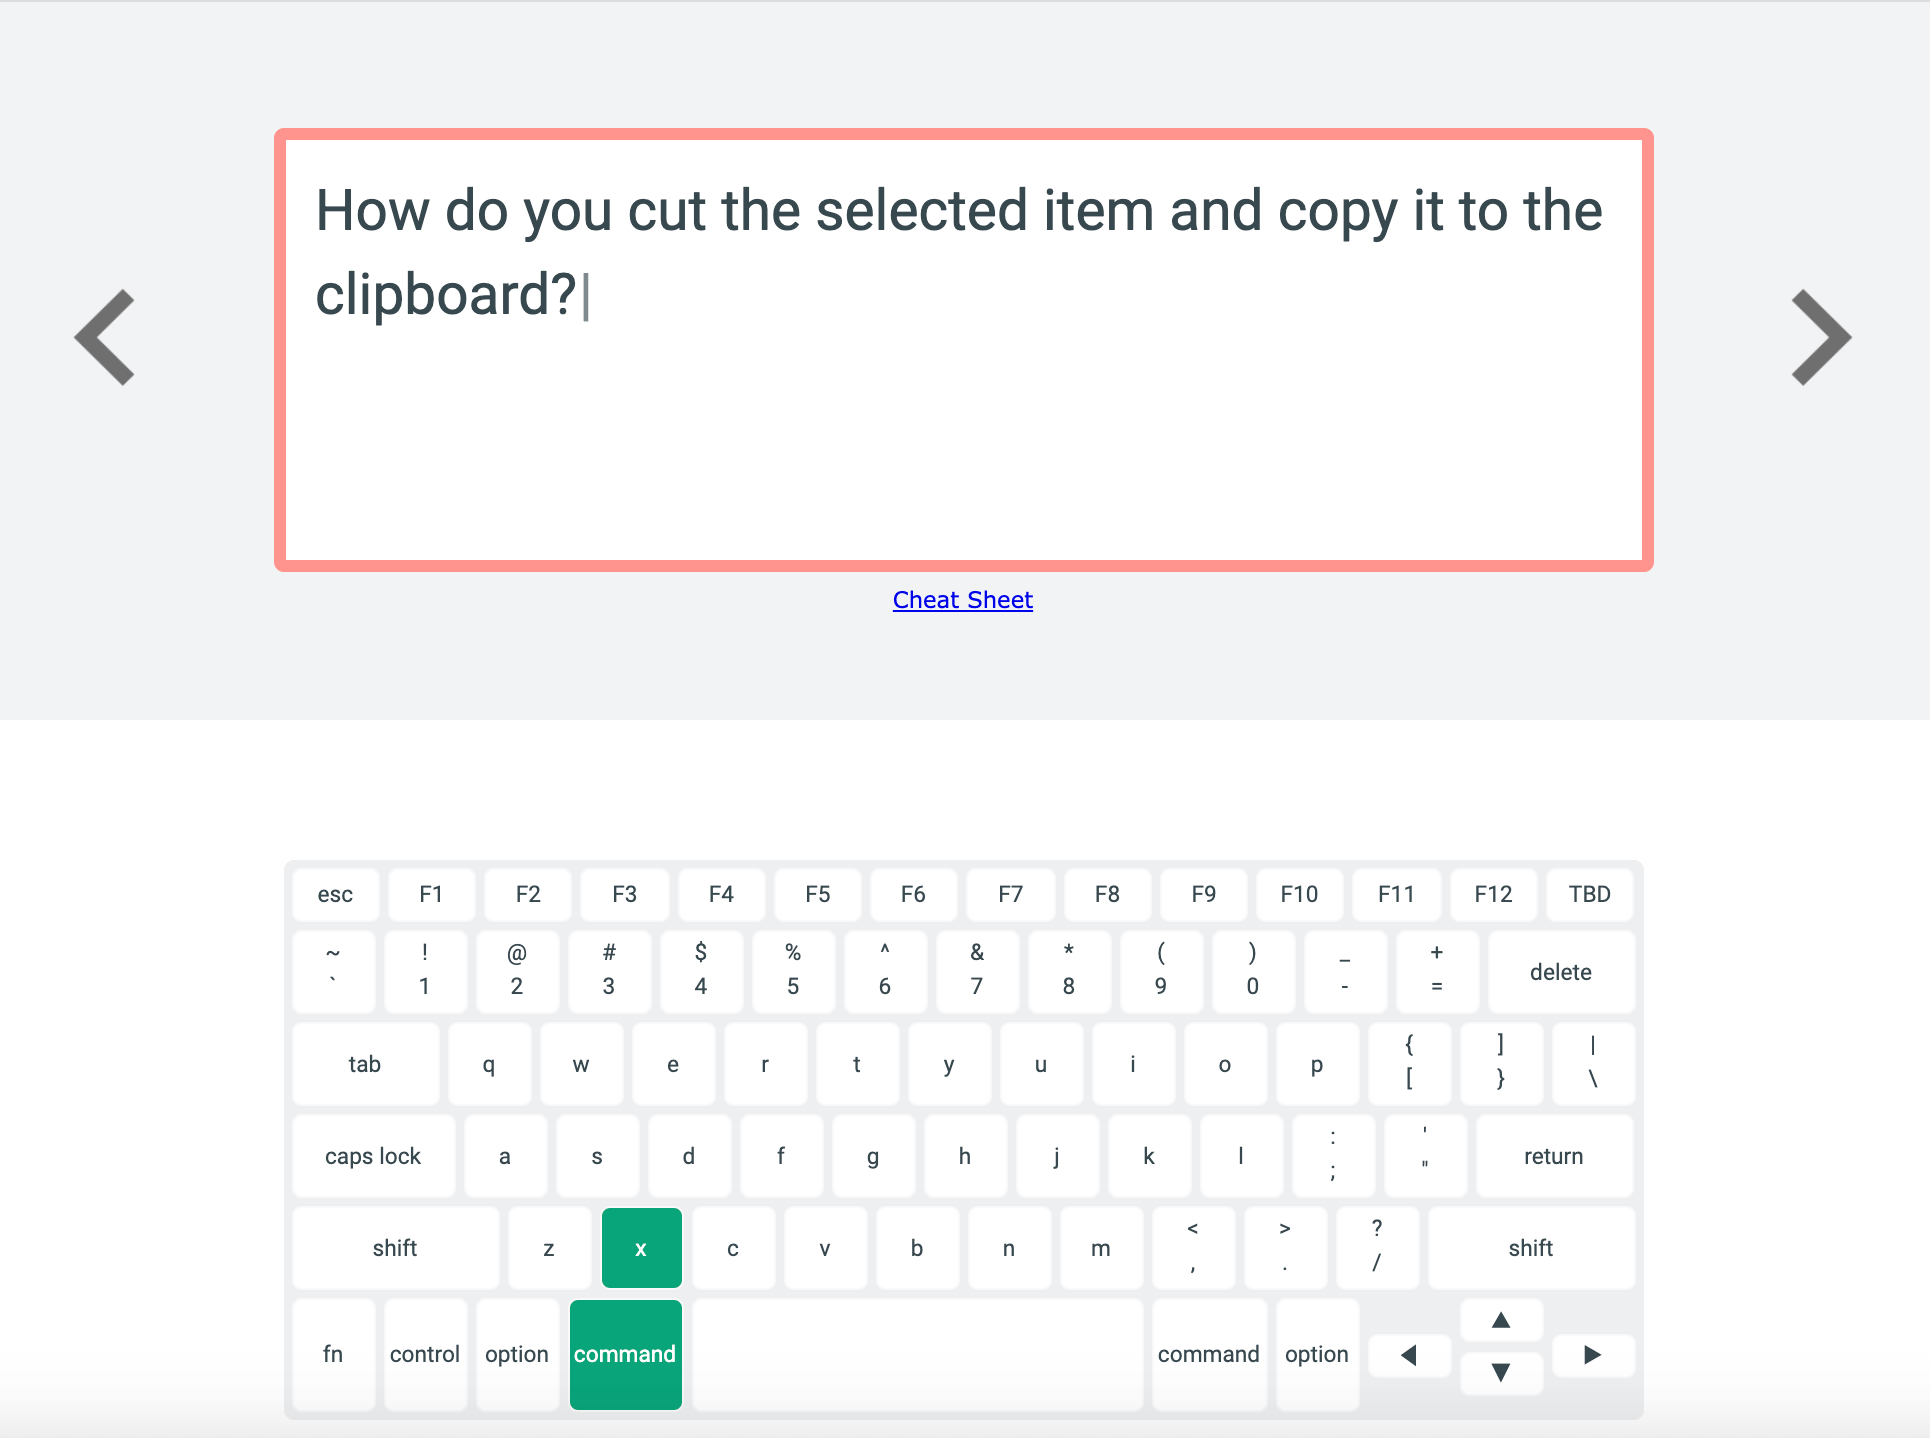 How do you cut the selected item and copy it to the
clipboard?
Cheat Sheet
esc F1 F2 F3 F4 F5 F6 F7 F8 F9 F10 F11 F12 TBD
~ ! @ # $ % ^ & * ( ) _ +
` 1 2 3 4 5 6 7 8 9 0 - = delete
tab q w e r t y u i o p { ] |
[ } \
caps lock a s d f g h j k l : ' return
; "
shift z x c v b n m < > ? shift
, . /
fn control option command command option ◀ ▲ ▼ ▶